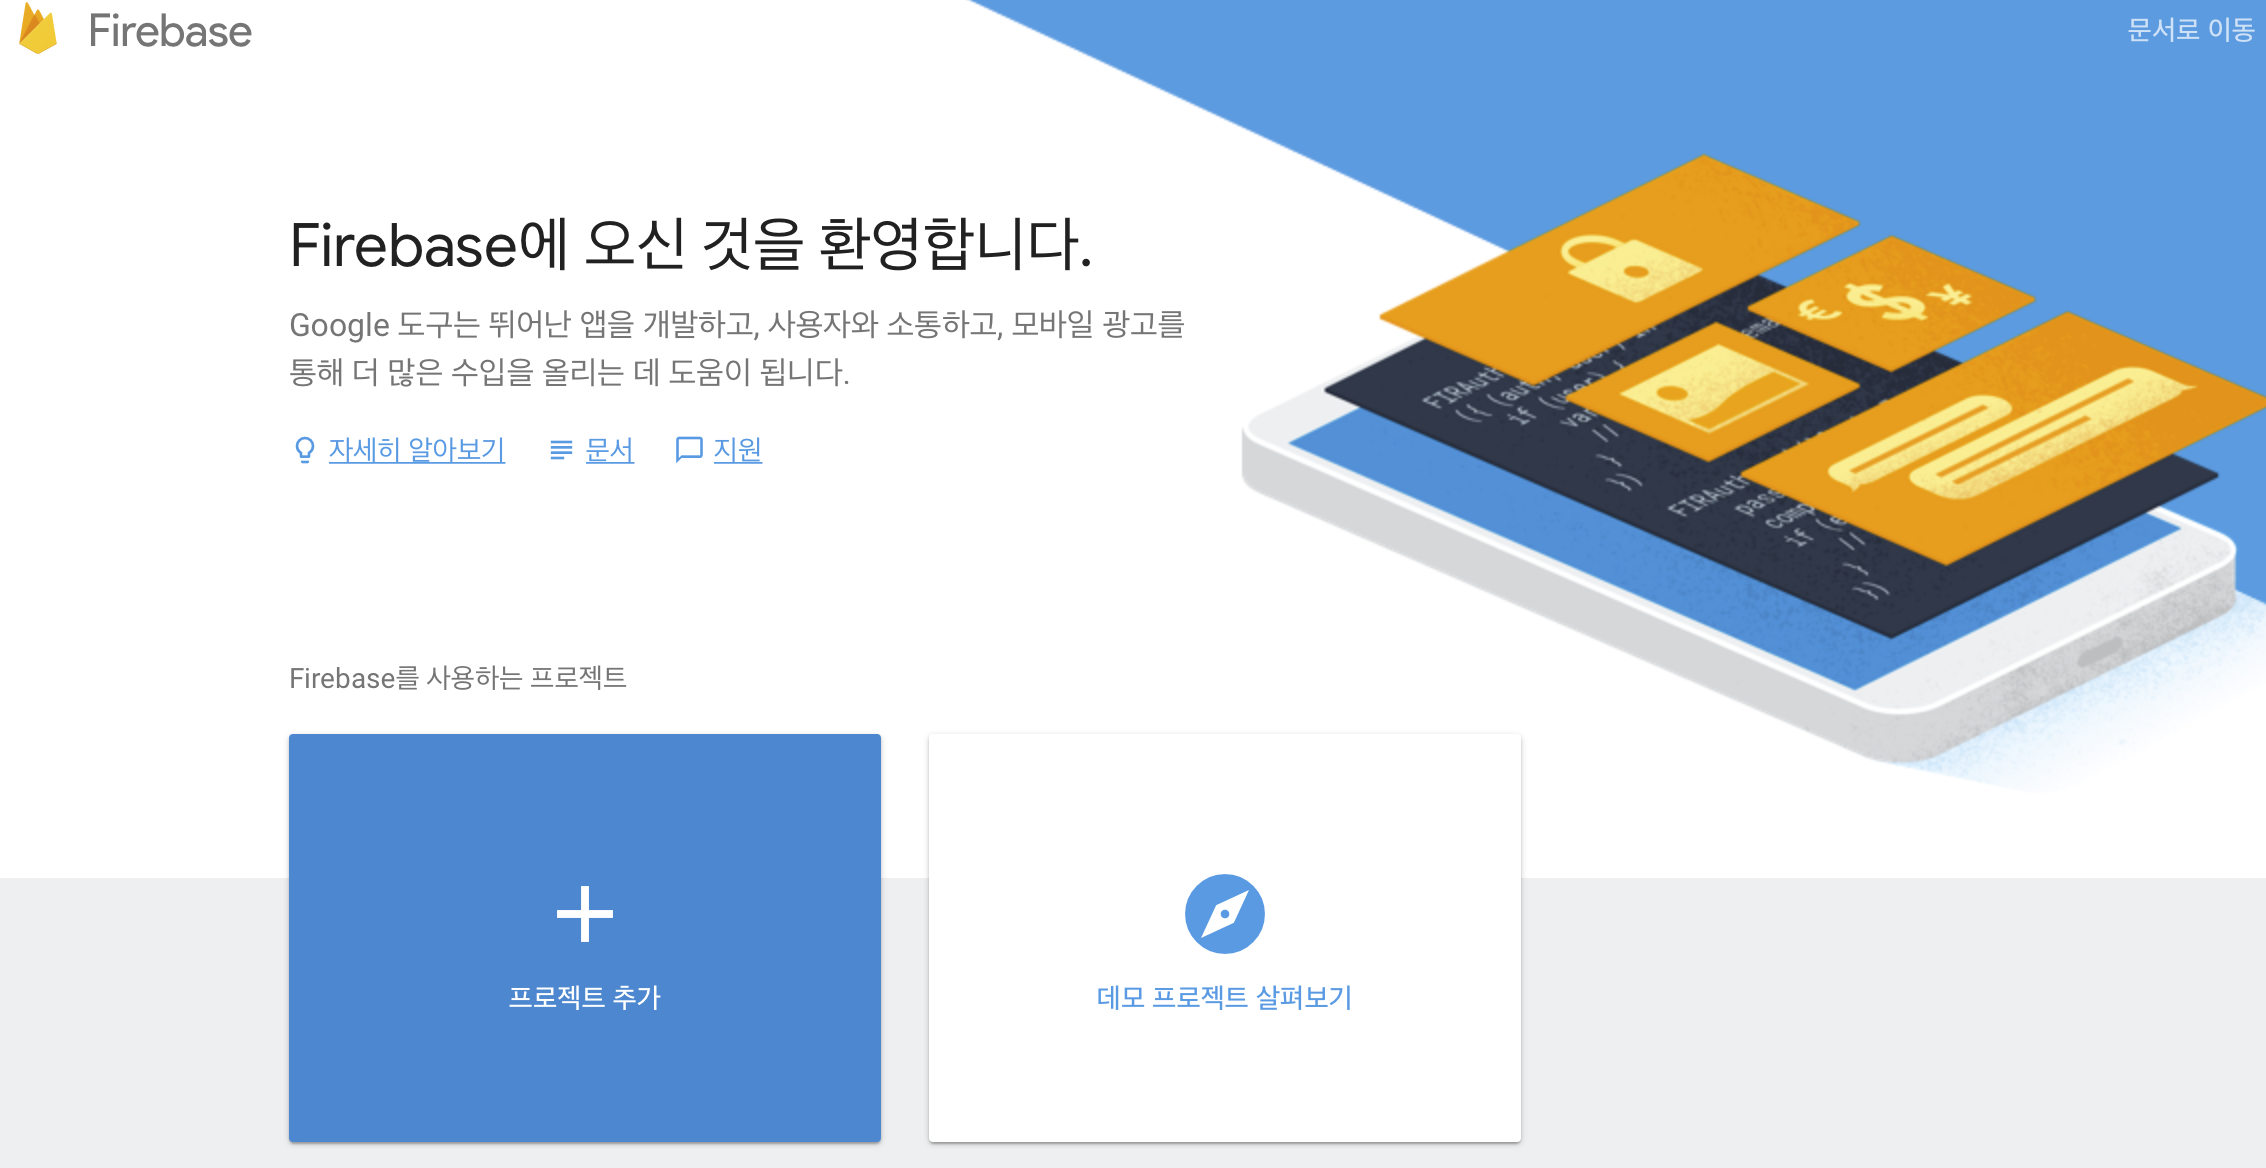 Firebase
문서로 이동
Firebase에 오신 것을 환영합니다.
Google 도구는 뛰어난 앱을 개발하고, 사용자와 소통하고, 모바일 광고를
통해 더 많은 수입을 올리는 데 도움이 됩니다.
자세히 알아보기 문서 지원
FIRAuth
if
//
}
})
FIRAuth
if
//
}
})
Firebase를 사용하는 프로젝트
프로젝트 추가
데모 프로젝트 살펴보기